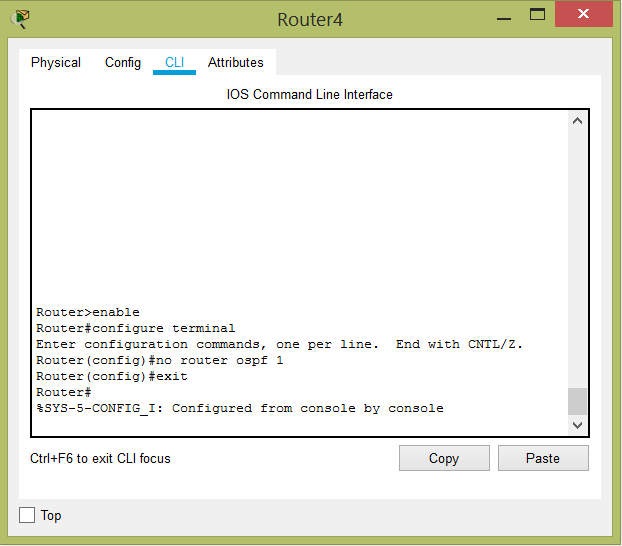 Router4
Physical Config CLI Attributes
IOS Command Line Interface
Router>enable
Router#configure terminal
Enter configuration commands, one per line.  End with CNTL/Z.
Router(config)#no router ospf 1
Router(config)#exit
Router#
%SYS-5-CONFIG_I: Configured from console by console
Ctrl+F6 to exit CLI focus
Copy Paste
Top